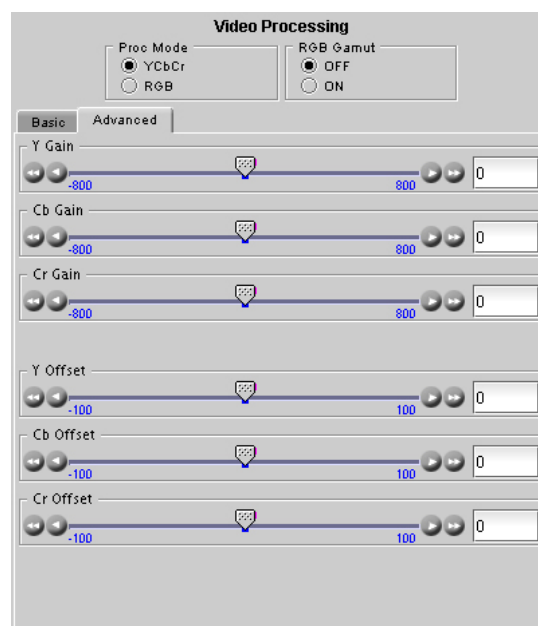 Video Processing
Proc Mode
RGB Gamut
YCbCr
OFF
RGB
ON
Basic
Advanced
Y Gain
-800
800
0
Cb Gain
-800
800
0
Cr Gain
-800
800
0
Y Offset
-100
100
0
Cb Offset
-100
100
0
Cr Offset
-100
100
0